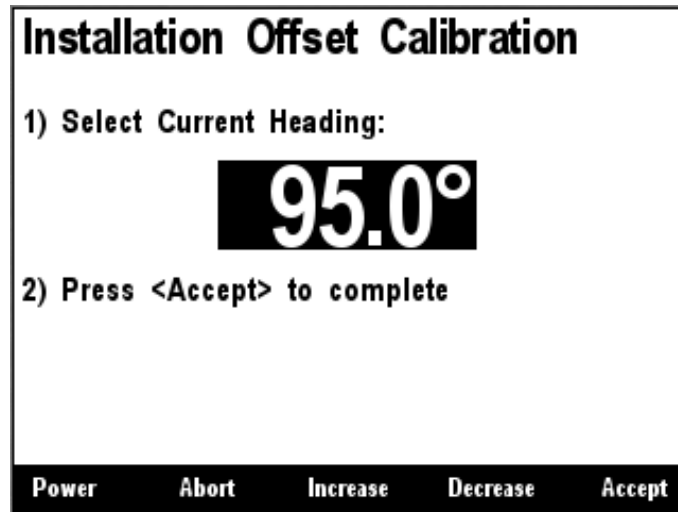 Installation Offset Calibration
1) Select Current Heading:
95.0°
2) Press <Accept> to complete
Power Abort Increase Decrease Accept